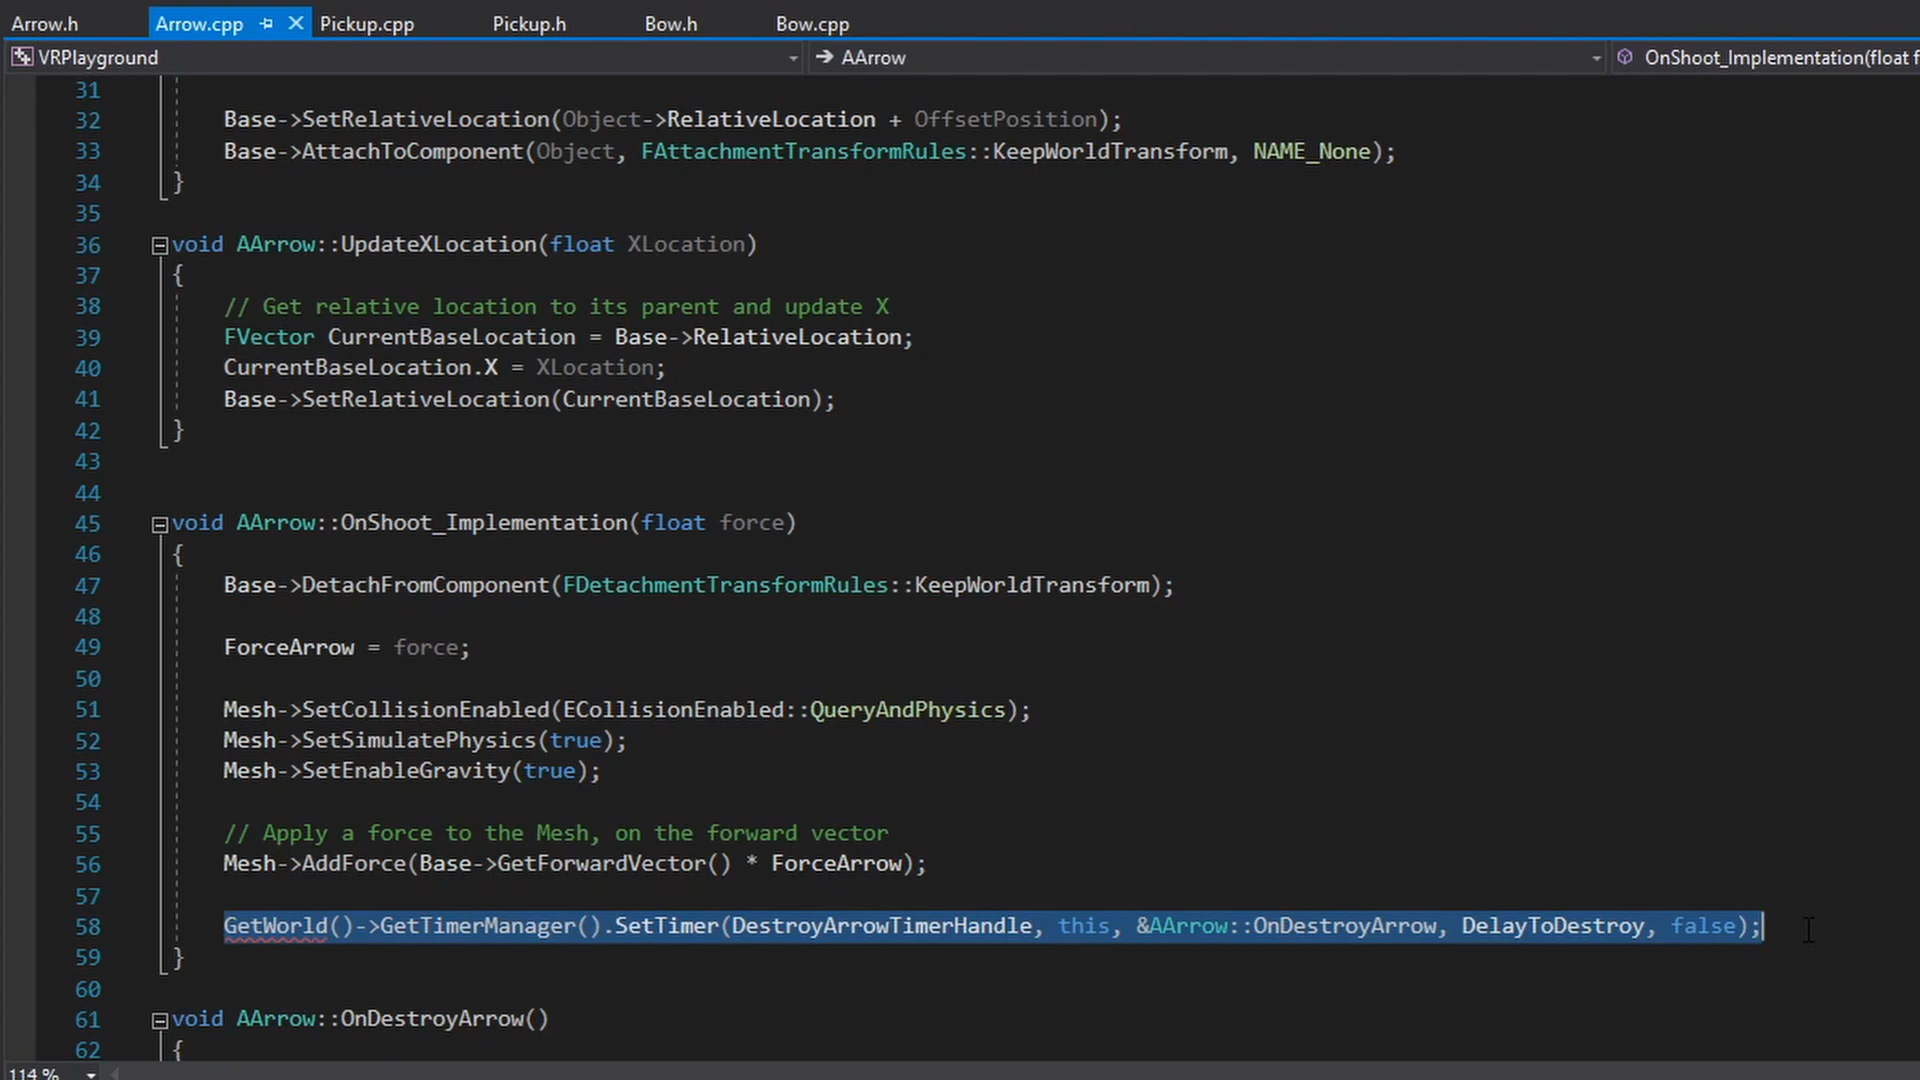 Arrow.h Arrow.cpp Pickup.cpp Pickup.h Bow.h Bow.cpp
VRPlayground AArrow OnShoot_Implementation(float f
31
32 Base->SetRelativeLocation(Object->RelativeLocation + OffsetPosition);
33 Base->AttachToComponent(Object, FAttachmentTransformRules::KeepWorldTransform, NAME_None);
34 }
35
36 void AArrow::UpdateXLocation(float XLocation)
37 {
38 // Get relative location to its parent and update X
39 FVector CurrentBaseLocation = Base->RelativeLocation;
40 CurrentBaseLocation.X = XLocation;
41 Base->SetRelativeLocation(CurrentBaseLocation);
42 }
43
44
45 void AArrow::OnShoot_Implementation(float force)
46 {
47 Base->DetachFromComponent(FDetachmentTransformRules::KeepWorldTransform);
48
49 ForceArrow = force;
50
51 Mesh->SetCollisionEnabled(ECollisionEnabled::QueryAndPhysics);
52 Mesh->SetSimulatePhysics(true);
53 Mesh->SetEnableGravity(true);
54
55 // Apply a force to the Mesh, on the forward vector
56 Mesh->AddForce(Base->GetForwardVector() * ForceArrow);
57
58 GetWorld()->GetTimerManager().SetTimer(DestroyArrowTimerHandle, this, &AArrow::OnDestroyArrow, DelayToDestroy, false);
59 }
60
61 void AArrow::OnDestroyArrow()
62 {
114 %